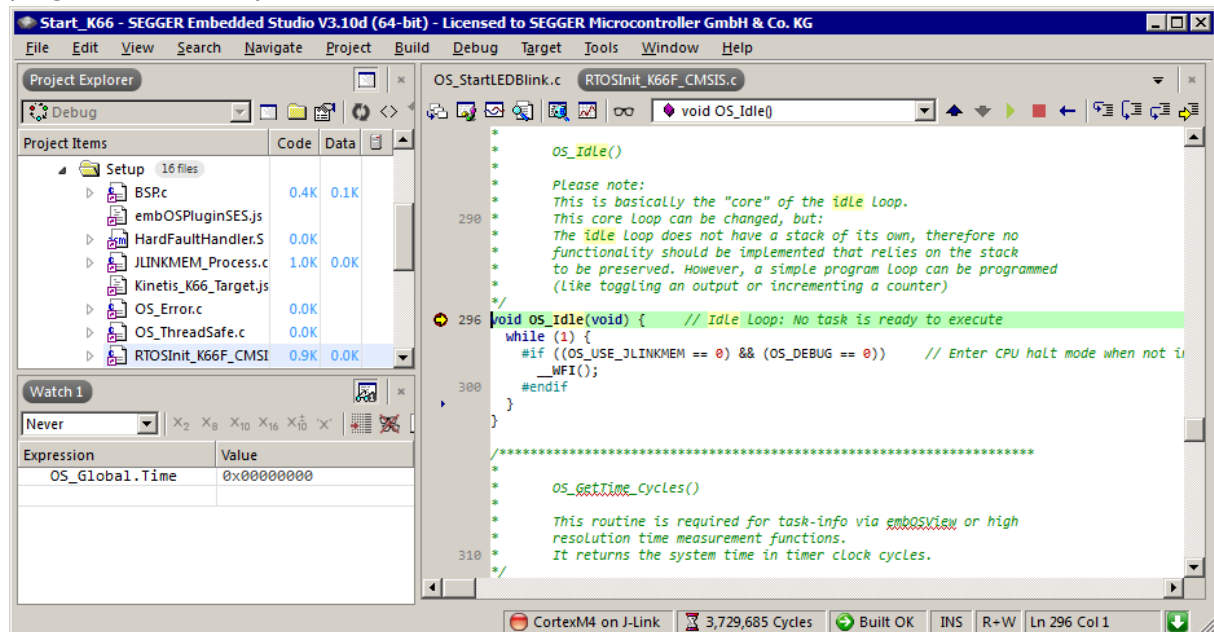 Start_K66 - SEGGER Embedded Studio V3.10d (64-bit) - Licensed to SEGGER Microcontroller GmbH & Co. KG
File Edit View Search Navigate Project Build Debug Target Tools Window Help
Project Explorer
Debug
Project Items Code Data
Setup 16 files
BSP.c 0.4K 0.1K
embOSPluginSES.js
HardFaultHandler.S 0.0K
JLINKMEM_Process.c 1.0K 0.0K
Kinetis_K66_Target.js
OS_Error.c 0.0K
OS_ThreadSafe.c 0.0K
RTOSInit_K66F_CMSI 0.9K 0.0K
Watch 1
Never X2 X8 X10 X16 X±10 'X'
Expression Value
OS_Global.Time 0x00000000
OS_StartLEDBlink.c RTOSInit_K66F_CMSIS.c
void OS_Idle()
*
* OS_Idle()
*
* Please note:
* This is basically the "core" of the idle loop.
290 * This core loop can be changed, but:
* The idle loop does not have a stack of its own, therefore no
* functionality should be implemented that relies on the stack
* to be preserved. However, a simple program loop can be programmed
* (like toggling an output or incrementing a counter)
*/
296 void OS_Idle(void) { // Idle loop: No task is ready to execute
while (1) {
#if ((OS_USE_JLINKMEM == 0) && (OS_DEBUG == 0)) // Enter CPU halt mode when not
__WFI();
300 #endif
}
}
/*********************************************************************
*
* OS_GetTime_Cycles()
*
* This routine is required for task-info via embOSView or high
* resolution time measurement functions.
310 * It returns the system time in timer clock cycles.
*/
CortexM4 on J-Link 3,729,685 Cycles Built OK INS R+W Ln 296 Col 1